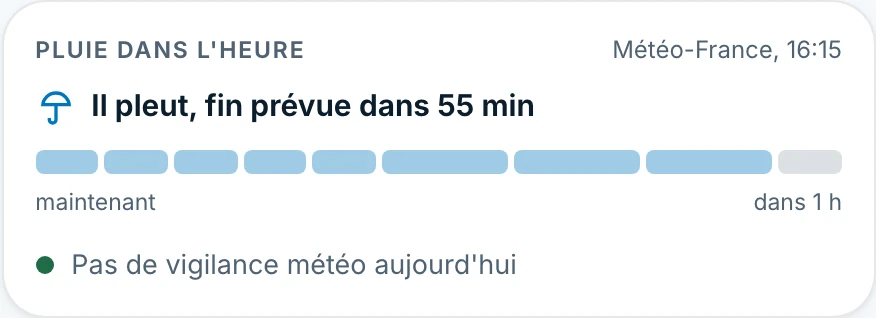 PLUIE DANS L'HEURE
Météo-France, 16:15
Il pleut, fin prévue dans 55 min
maintenant
dans 1 h
Pas de vigilance météo aujourd'hui